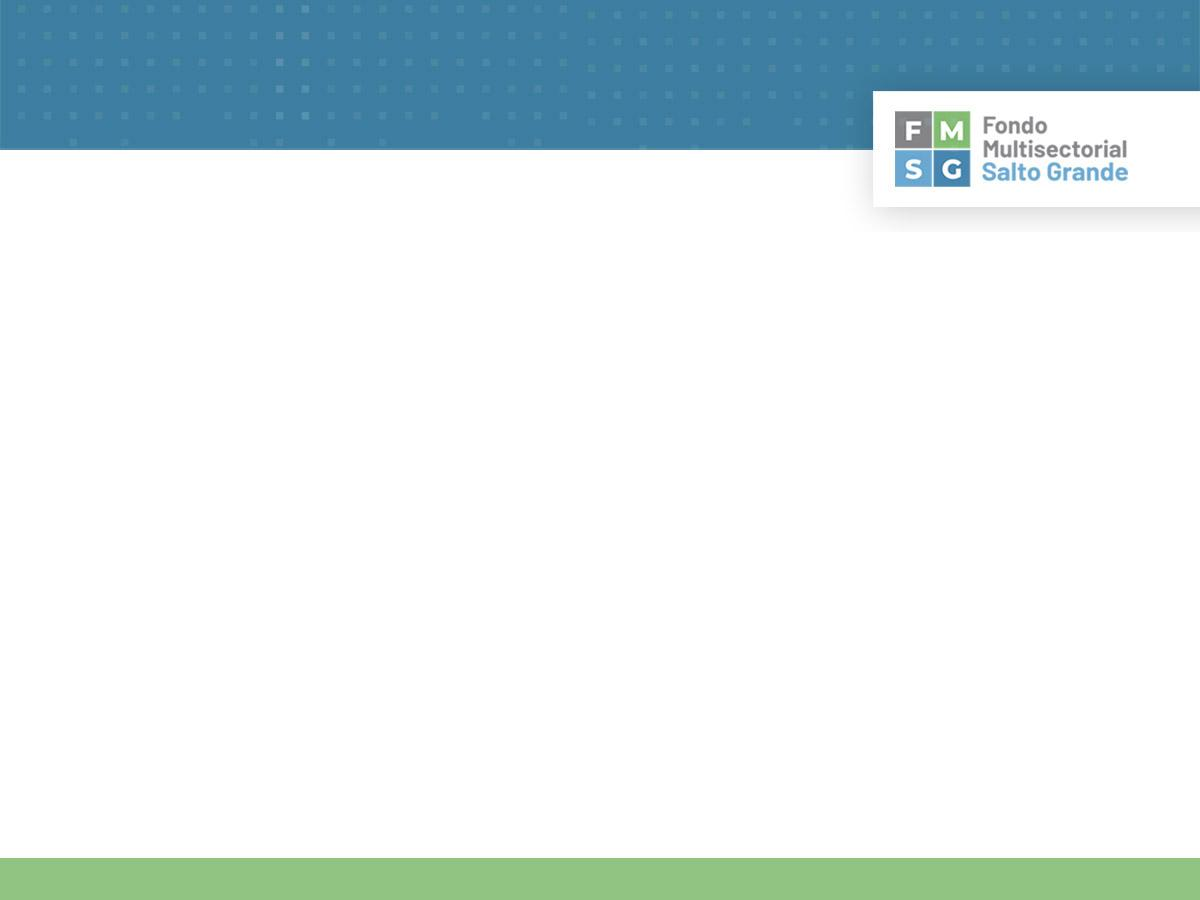 F M
S G
Fondo
Multisectorial
Salto Grande